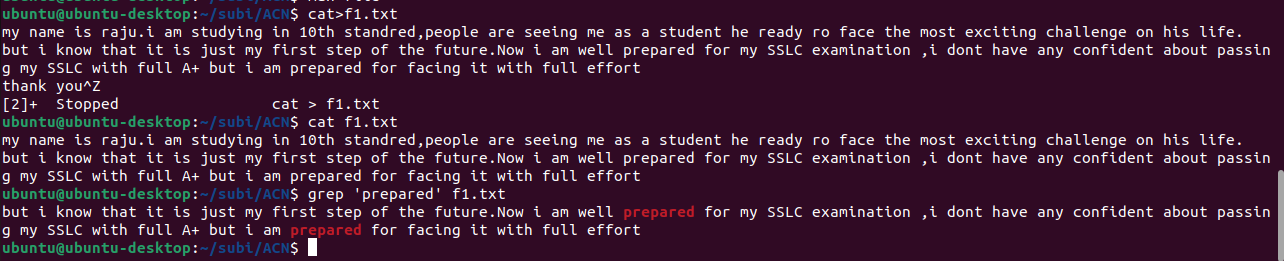 ubuntu@ubuntu-desktop:~/subi/ACN$ cat>f1.txt
my name is raju.i am studying in 10th standred,people are seeing me as a student he ready ro face the most exciting challenge on his life.
but i know that it is just my first step of the future.Now i am well prepared for my SSLC examination ,i dont have any confident about passin
g my SSLC with full A+ but i am prepared for facing it with full effort
thank you^Z
[2]+  Stopped                 cat > f1.txt
ubuntu@ubuntu-desktop:~/subi/ACN$ cat f1.txt
my name is raju.i am studying in 10th standred,people are seeing me as a student he ready ro face the most exciting challenge on his life.
but i know that it is just my first step of the future.Now i am well prepared for my SSLC examination ,i dont have any confident about passin
g my SSLC with full A+ but i am prepared for facing it with full effort
ubuntu@ubuntu-desktop:~/subi/ACN$ grep 'prepared' f1.txt
but i know that it is just my first step of the future.Now i am well prepared for my SSLC examination ,i dont have any confident about passin
g my SSLC with full A+ but i am prepared for facing it with full effort
ubuntu@ubuntu-desktop:~/subi/ACN$